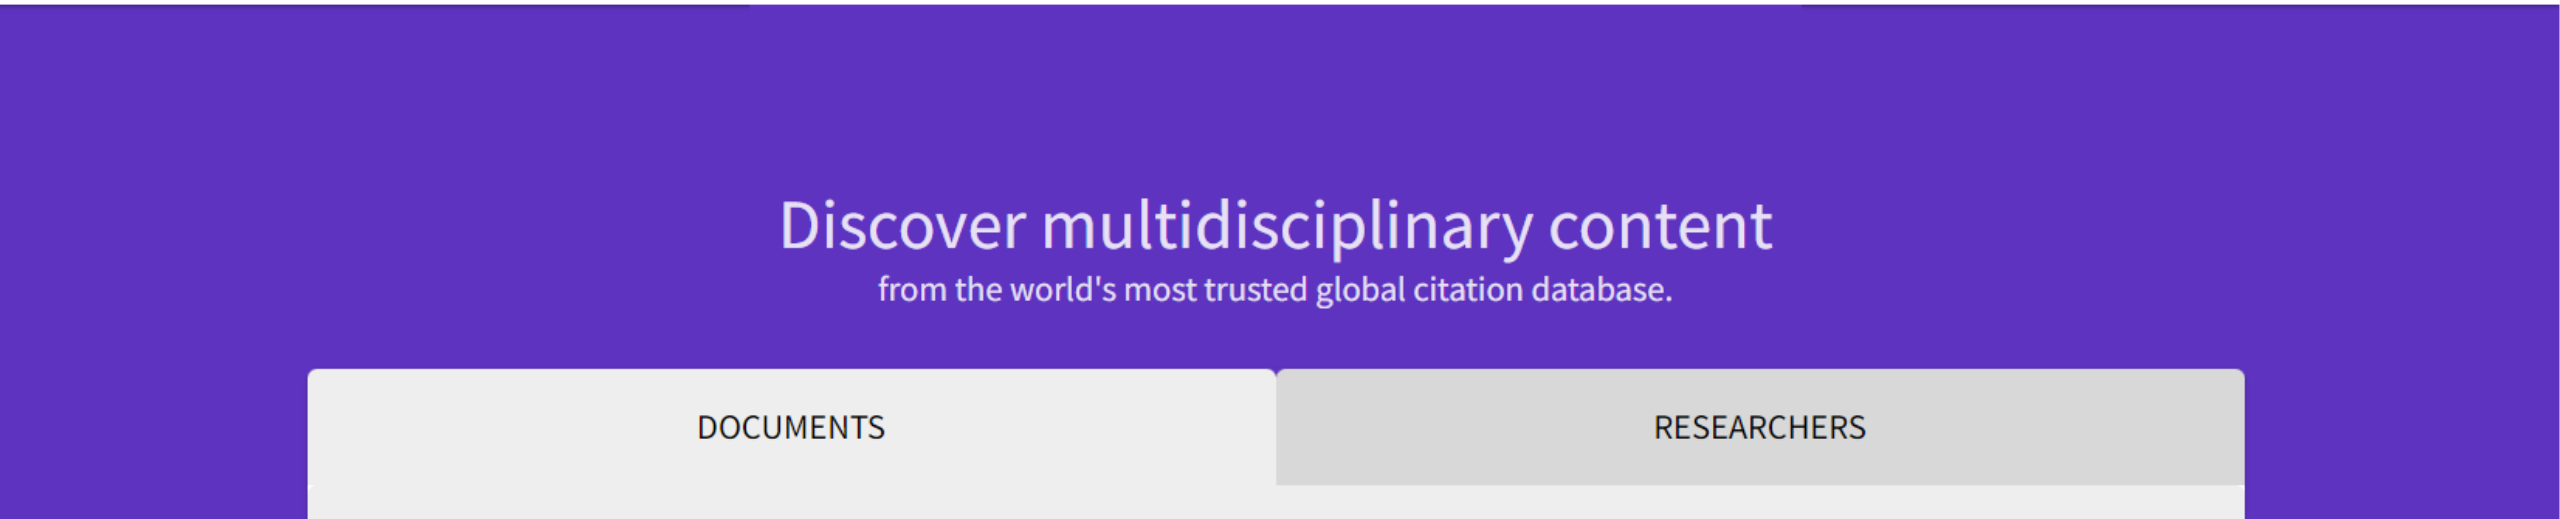 Discover multidisciplinary content
from the world's most trusted global citation database.
DOCUMENTS
RESEARCHERS